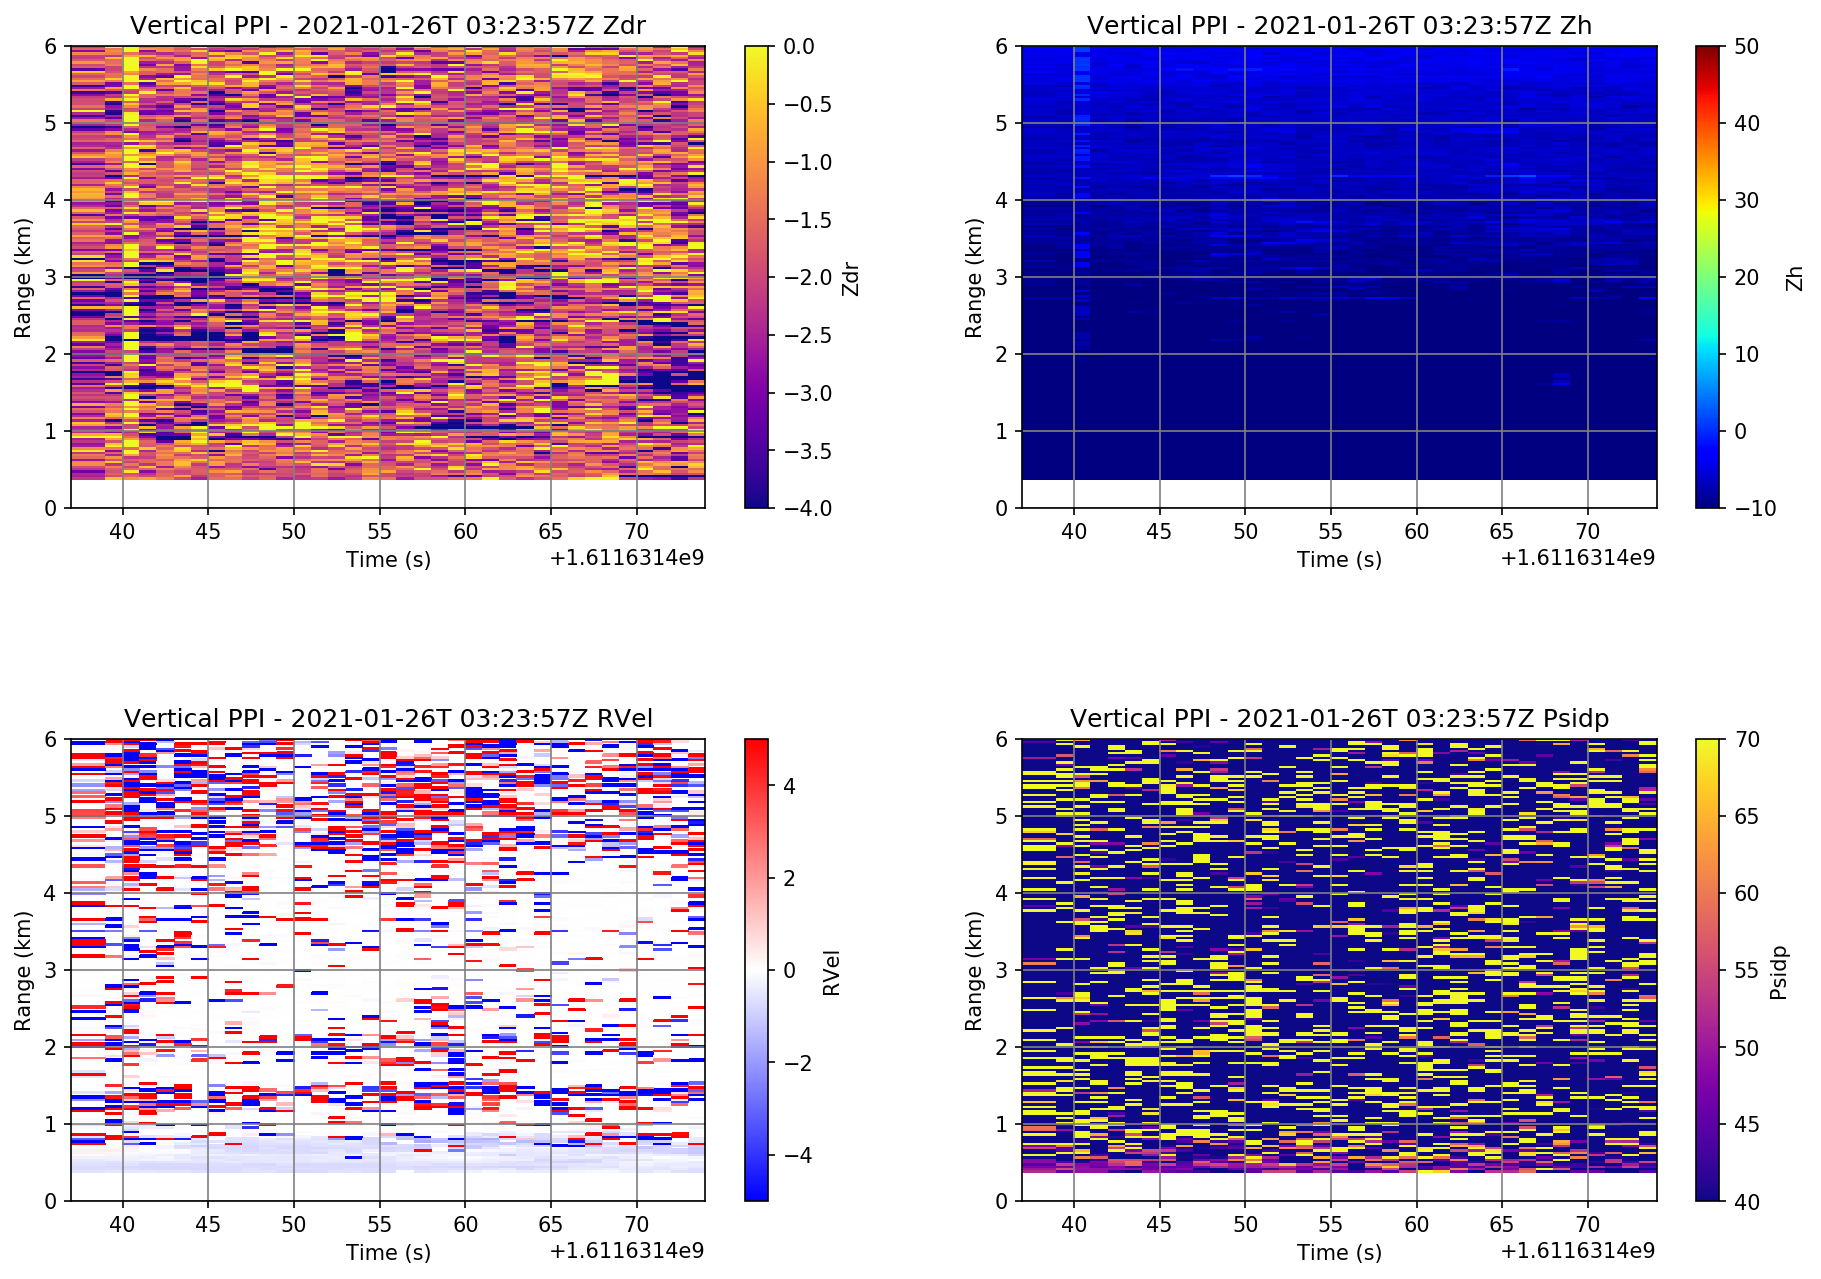 Vertical PPI - 2021-01-26T 03:23:57Z Zdr
6
5
4
3
2
1
0
Range (km)
40 45 50 55 60 65 70
Time (s)
+1.6116314e9
0.0
−0.5
−1.0
−1.5
−2.0
−2.5
−3.0
−3.5
−4.0
Zdr
Vertical PPI - 2021-01-26T 03:23:57Z Zh
6
5
4
3
2
1
0
Range (km)
40 45 50 55 60 65 70
Time (s)
+1.6116314e9
50
40
30
20
10
0
−10
Zh
Vertical PPI - 2021-01-26T 03:23:57Z RVel
6
5
4
3
2
1
0
Range (km)
40 45 50 55 60 65 70
Time (s)
+1.6116314e9
4
2
0
−2
−4
RVel
Vertical PPI - 2021-01-26T 03:23:57Z Psidp
6
5
4
3
2
1
0
Range (km)
40 45 50 55 60 65 70
Time (s)
+1.6116314e9
70
65
60
55
50
45
40
Psidp